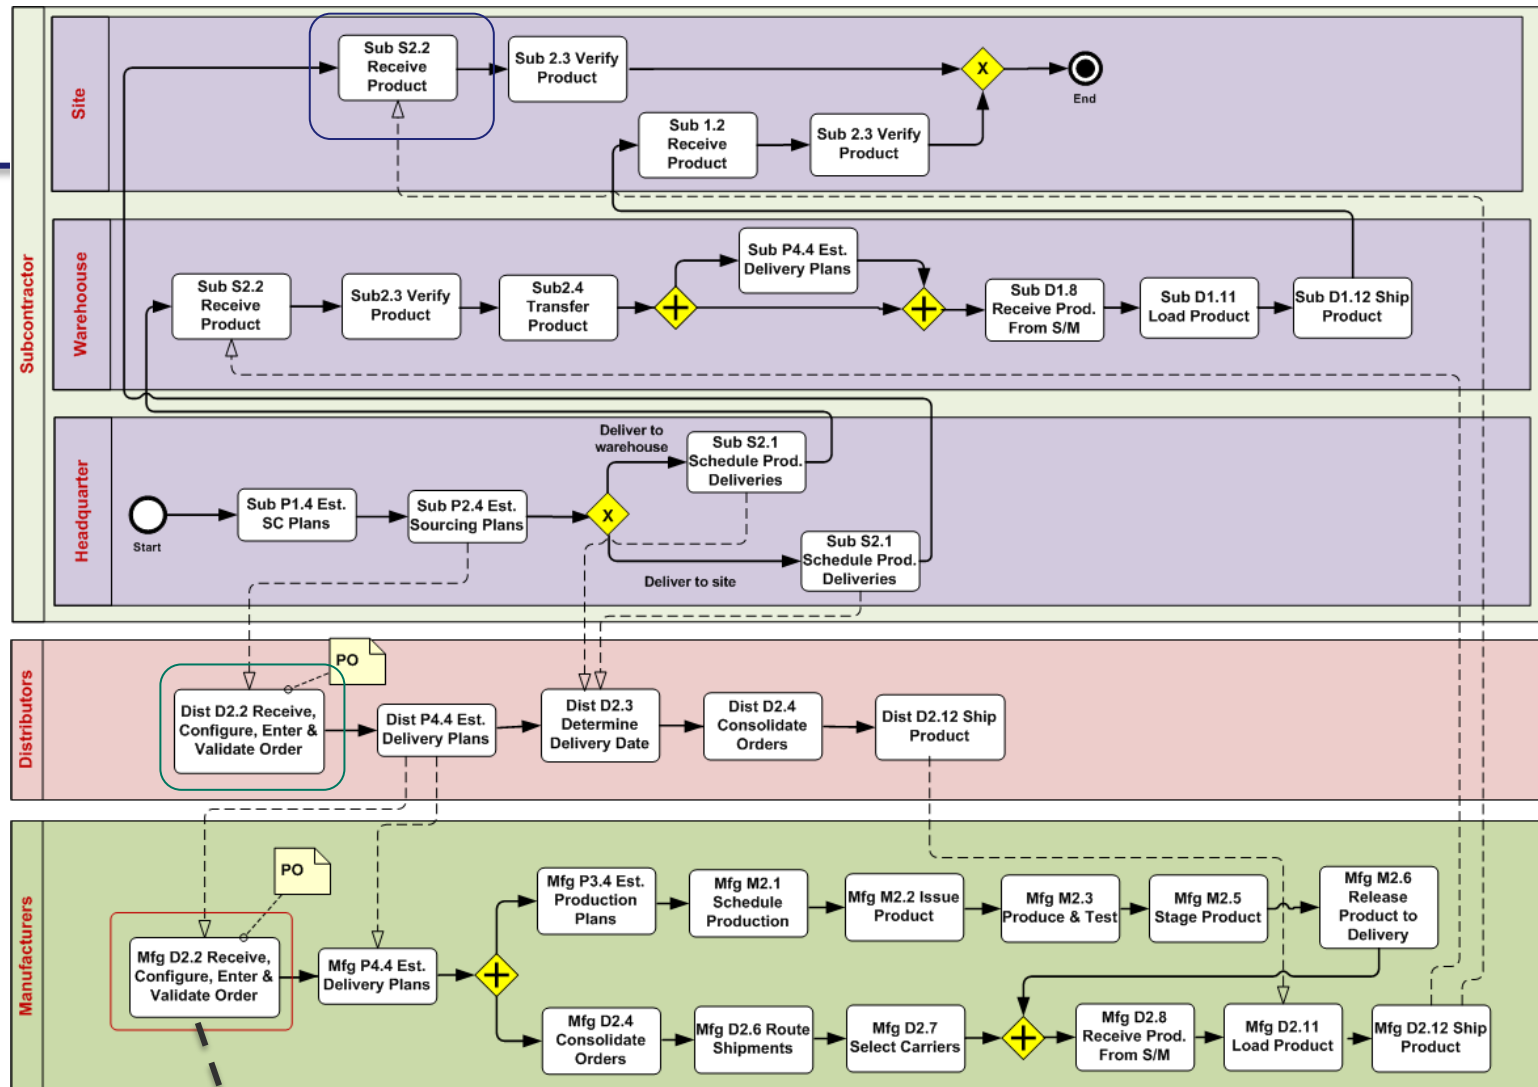 Subcontractor
Site
Sub S2.2
Receive
Product
Sub 2.3 Verify
Product
X
End
Sub 1.2
Receive
Product
Sub 2.3 Verify
Product
Warehoouse
Sub S2.2
Receive
Product
Sub2.3 Verify
Product
Sub2.4
Transfer
Product
Sub P4.4 Est.
Delivery Plans
Sub D1.8
Receive Prod.
From S/M
Sub D1.11
Load Product
Sub D1.12 Ship
Product
Headquarter
Start
Sub P1.4 Est.
SC Plans
Sub P2.4 Est.
Sourcing Plans
X
Deliver to
warehouse
Sub S2.1
Schedule Prod.
Deliveries
Deliver to site
Sub S2.1
Schedule Prod.
Deliveries
Distributors
PO
Dist D2.2 Receive,
Configure, Enter &
Validate Order
Dist P4.4 Est.
Delivery Plans
Dist D2.3
Determine
Delivery Date
Dist D2.4
Consolidate
Orders
Dist D2.12 Ship
Product
Manufacturers
PO
Mfg D2.2 Receive,
Configure, Enter &
Validate Order
Mfg P4.4 Est.
Delivery Plans
Mfg P3.4 Est.
Production
Plans
Mfg M2.1
Schedule
Production
Mfg M2.2 Issue
Product
Mfg M2.3
Produce & Test
Mfg M2.5
Stage Product
Mfg M2.6
Release
Product to
Delivery
Mfg D2.4
Consolidate
Orders
Mfg D2.6 Route
Shipments
Mfg D2.7
Select Carriers
Mfg D2.8
Receive Prod.
From S/M
Mfg D2.11
Load Product
Mfg D2.12 Ship
Product